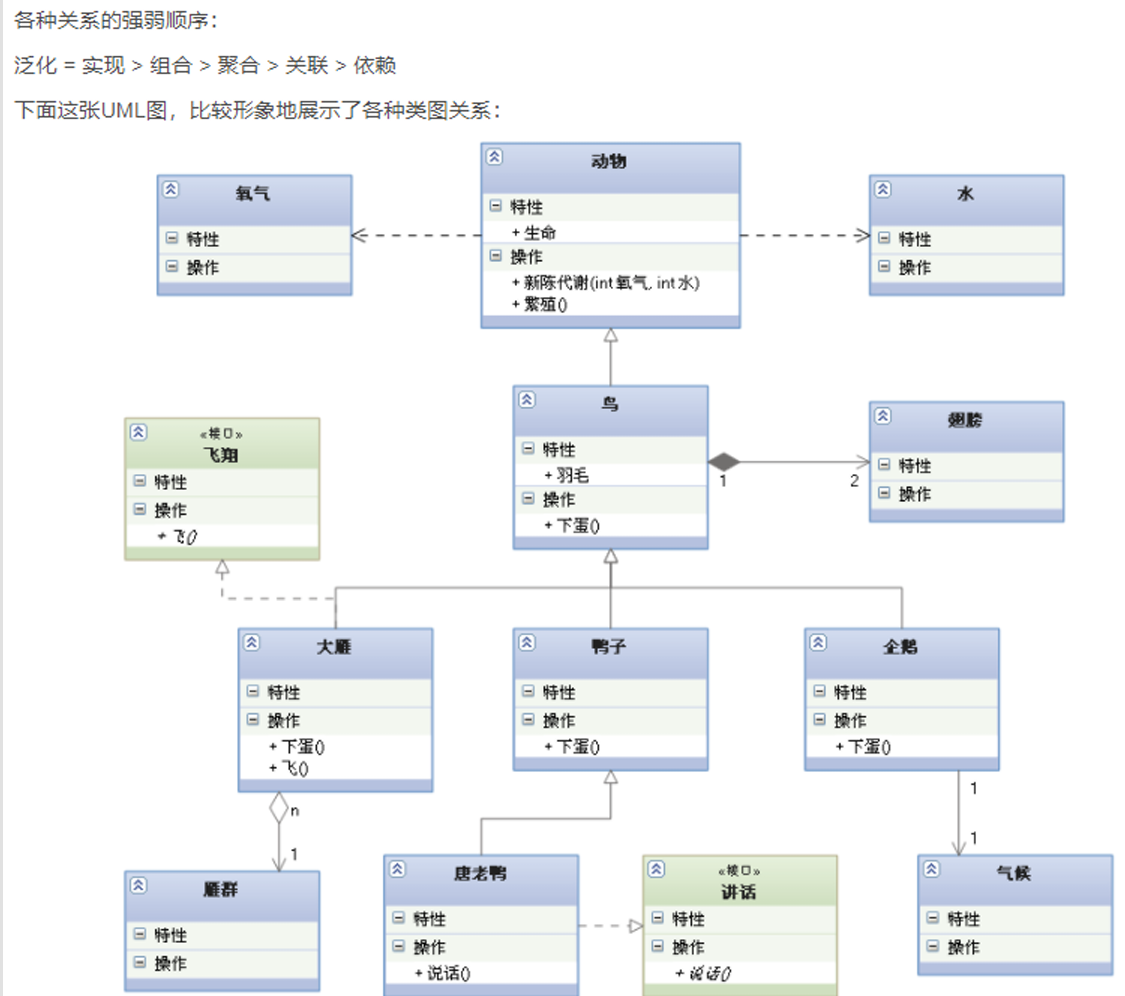 各种关系的强弱顺序：
泛化 = 实现 > 组合 > 聚合 > 关联 > 依赖
下面这张UML图，比较形象地展示了各种类图关系：
氧气
特性
操作
动物
特性
+ 生命
操作
+ 新陈代谢(int 氧气, int 水)
+ 繁殖()
水
特性
操作
«接口»
飞翔
特性
操作
+ 飞()
鸟
特性
+ 羽毛
操作
+ 下蛋()
1
2
翅膀
特性
操作
大雁
特性
操作
+ 下蛋()
+ 飞()
鸭子
特性
操作
+ 下蛋()
企鹅
特性
操作
+ 下蛋()
n
1
1
1
雁群
特性
操作
唐老鸭
特性
操作
+ 说话()
«接口»
讲话
特性
操作
+ 说话()
气候
特性
操作